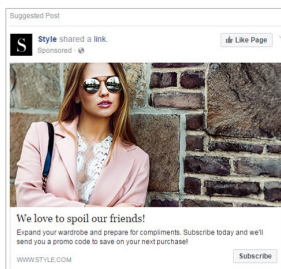 Suggested Post
S
Style shared a link.
Like Page
Sponsored ·
We love to spoil our friends!
Expand your wardrobe and prepare for compliments. Subscribe today and we'll
send you a promo code to save on your next purchase!
WWW.STYLE.COM
Subscribe